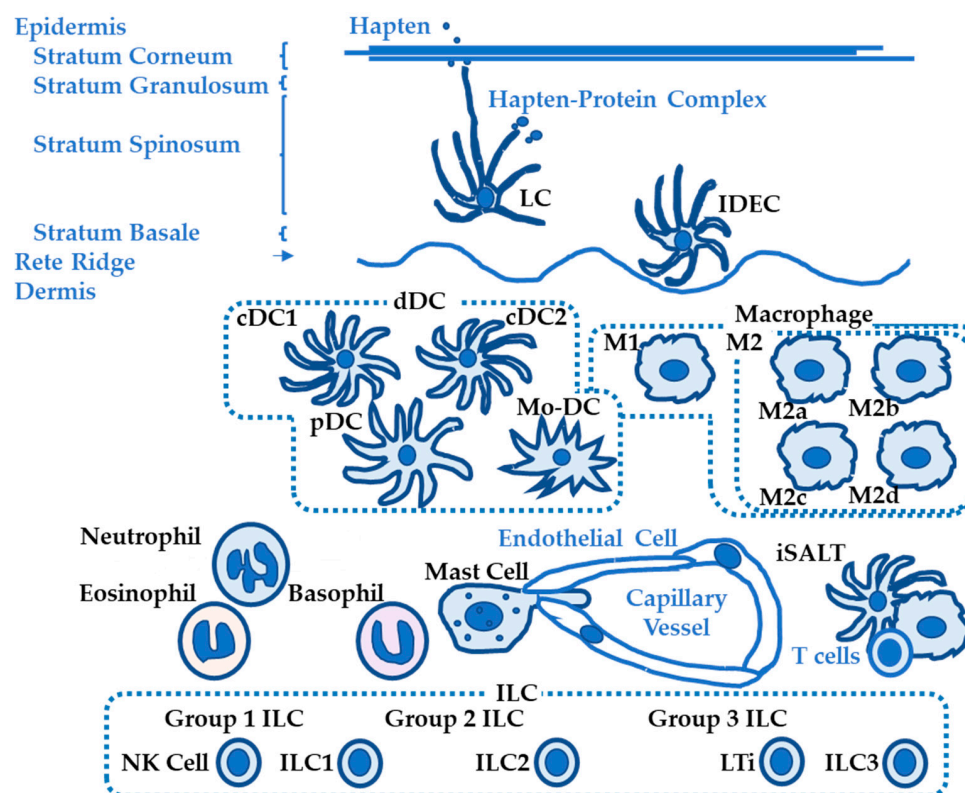 Epidermis
Stratum Corneum
Stratum Granulosum
Stratum Spinosum
Stratum Basale
Rete Ridge
Dermis
Hapten
Hapten-Protein Complex
LC
IDEC
dDC
cDC1
cDC2
pDC
Mo-DC
Macrophage
M1
M2
M2a
M2b
M2c
M2d
Neutrophil
Eosinophil
Basophil
Mast Cell
Endothelial Cell
Capillary
Vessel
iSALT
T cells
ILC
Group 1 ILC
Group 2 ILC
Group 3 ILC
NK Cell
ILC1
ILC2
LTi
ILC3